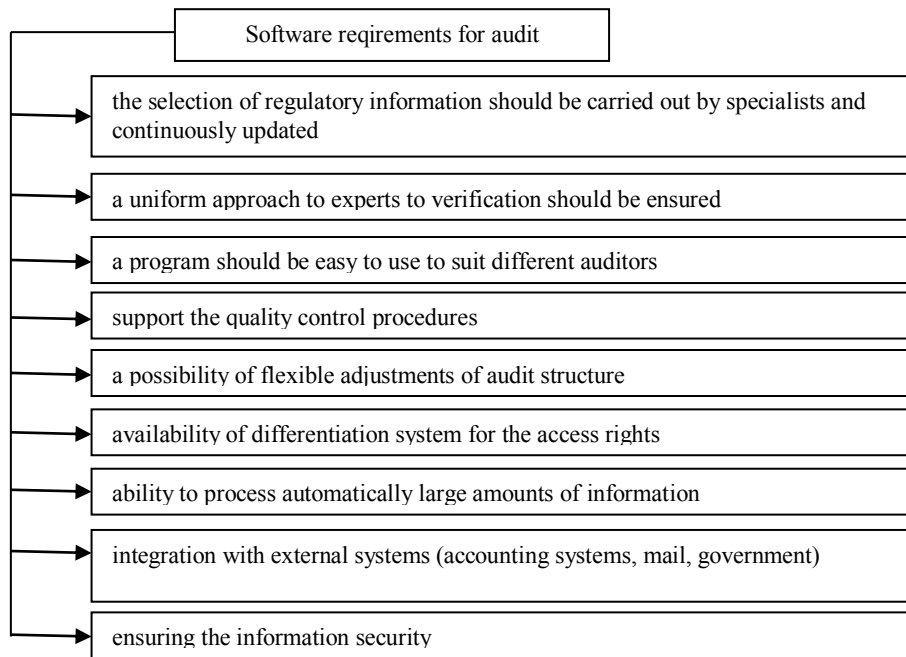 Software reqirements for audit
the selection of regulatory information should be carried out by specialists and
continuously updated
a uniform approach to experts to verification should be ensured
a program should be easy to use to suit different auditors
support the quality control procedures
a possibility of flexible adjustments of audit structure
availability of differentiation system for the access rights
ability to process automatically large amounts of information
integration with external systems (accounting systems, mail, government)
ensuring the information security